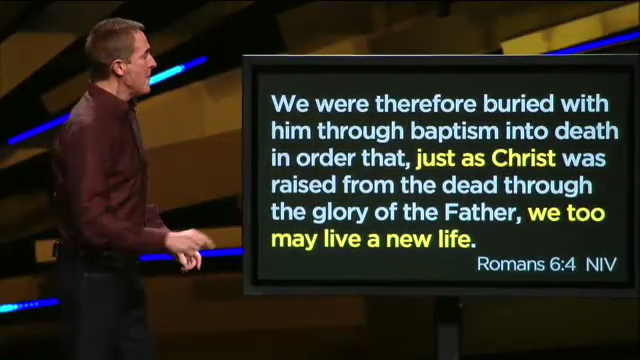 We were therefore buried with
him through baptism into death
in order that, just as Christ was
raised from the dead through
the glory of the Father, we too
may live a new life.
Romans 6:4 NIV